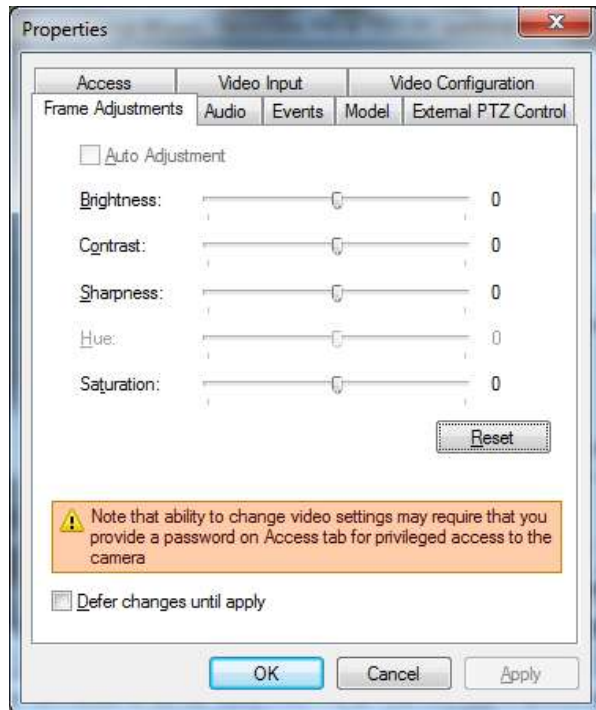 Properties
Access Video Input Video Configuration
Frame Adjustments Audio Events Model External PTZ Control
Auto Adjustment
Brightness: 0
Contrast: 0
Sharpness: 0
Hue: 0
Saturation: 0
Reset
Note that ability to change video settings may require that you
provide a password on Access tab for privileged access to the
camera
Defer changes until apply
OK Cancel Apply